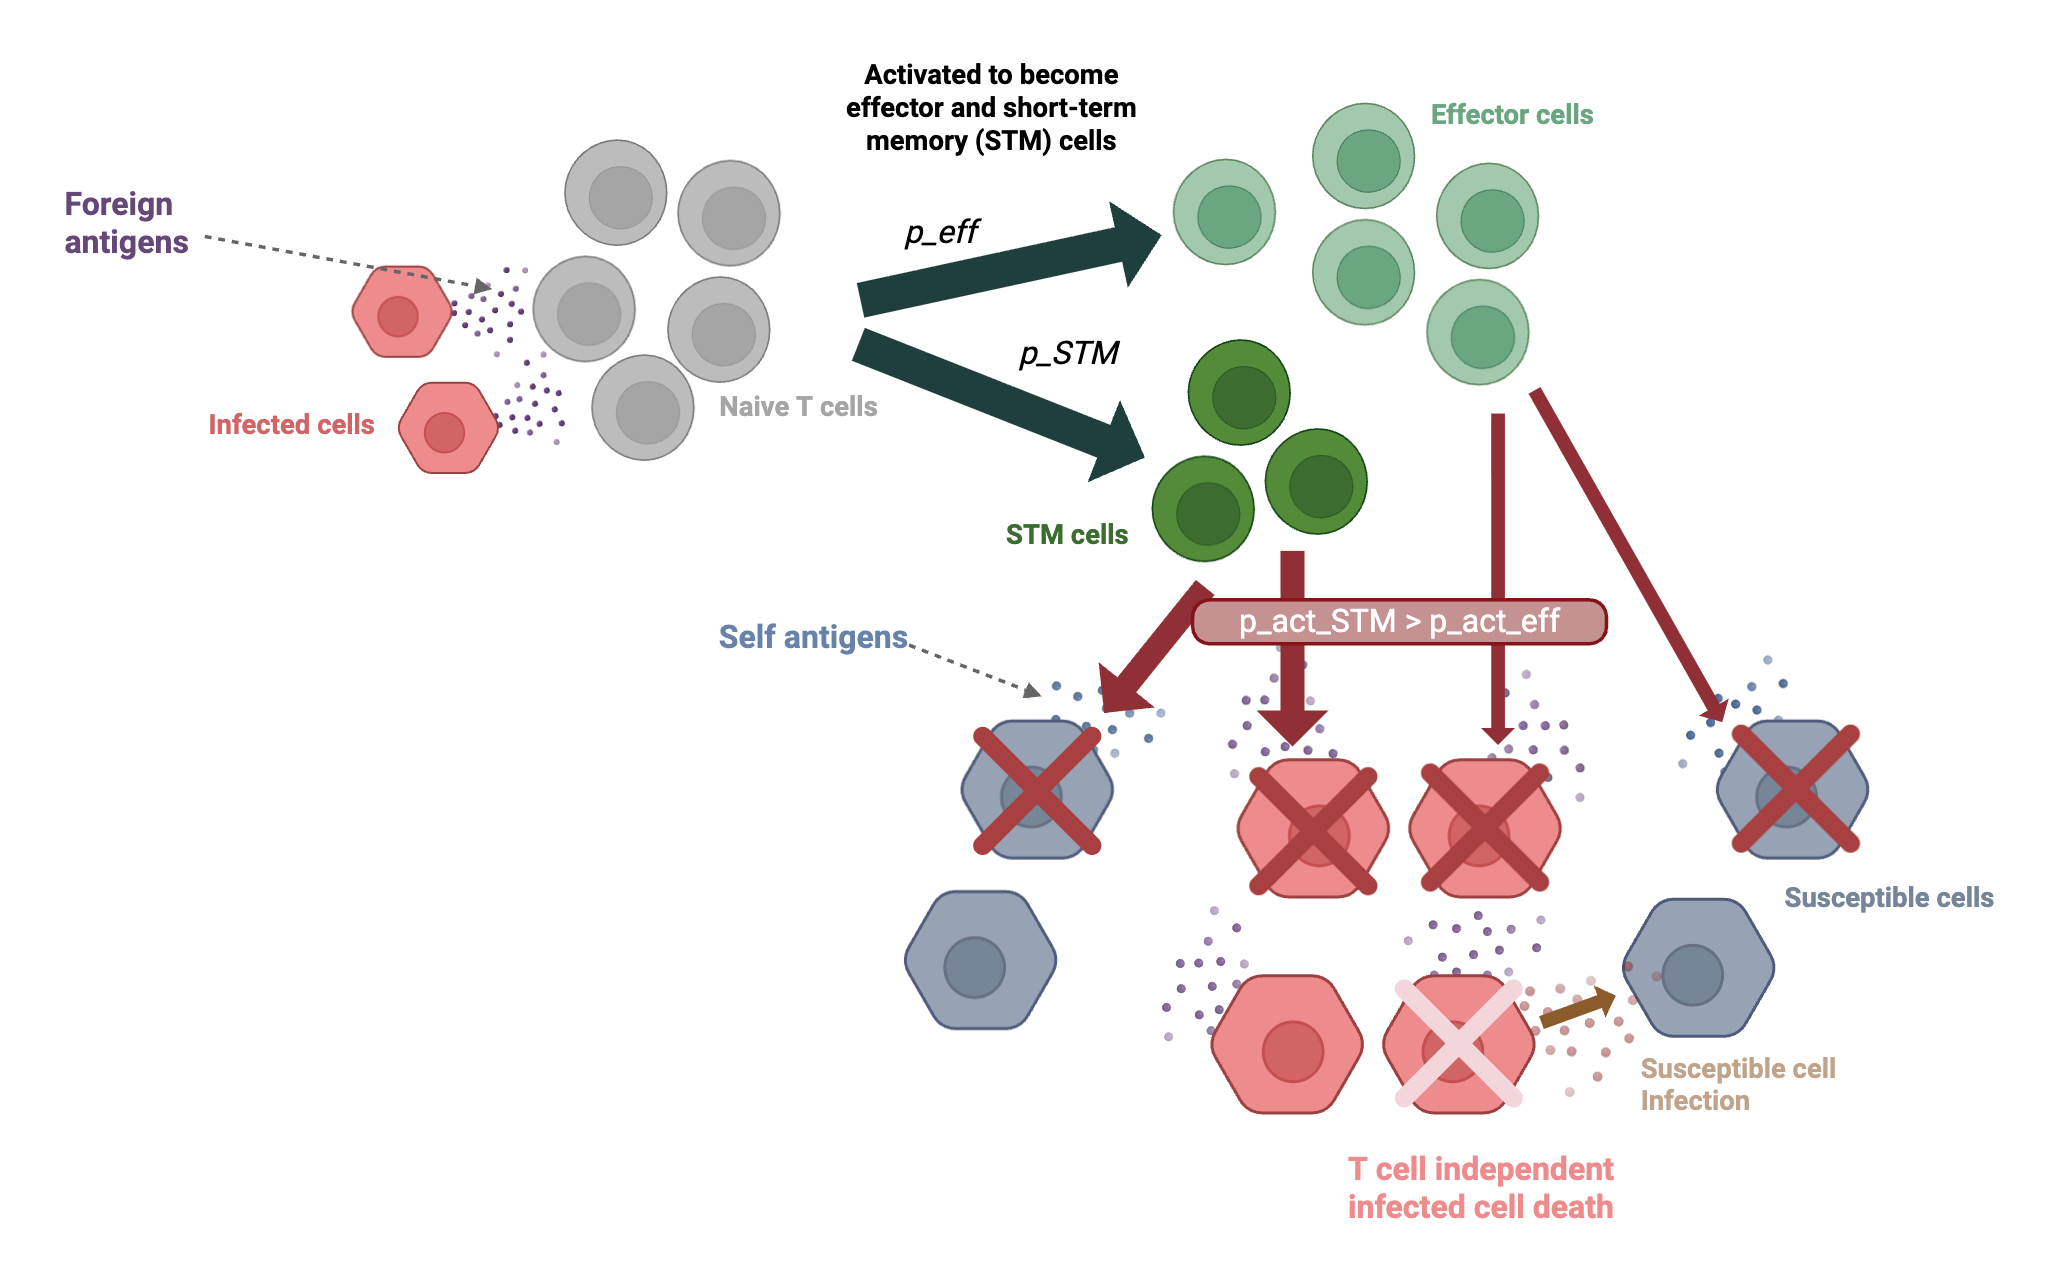 Activated to become
effector and short-term
memory (STM) cells
Effector cells
Foreign
antigens
p_eff
p_STM
Naive T cells
Infected cells
STM cells
p_act_STM > p_act_eff
Self antigens
Susceptible cells
Susceptible cell
Infection
T cell independent
infected cell death